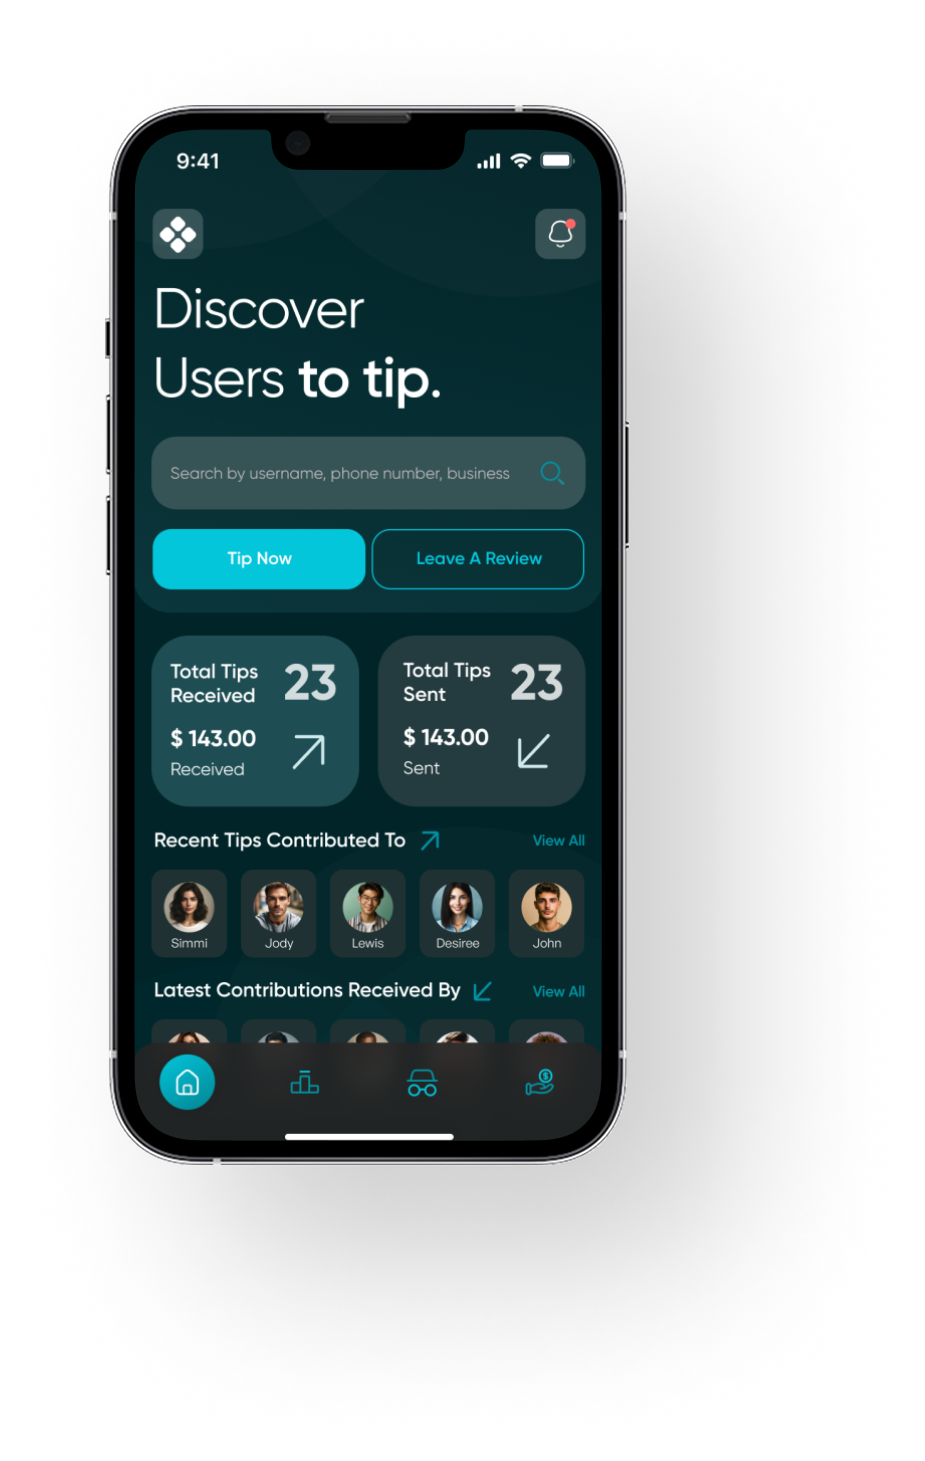 9:41
Discover
Users to tip.
Search by username, phone number, business
Tip Now
Leave A Review
Total Tips
Received
23
$ 143.00
Received
Total Tips
Sent
23
$ 143.00
Sent
Recent Tips Contributed To
View All
Simmi
Jody
Lewis
Desiree
John
Latest Contributions Received By
View All
$